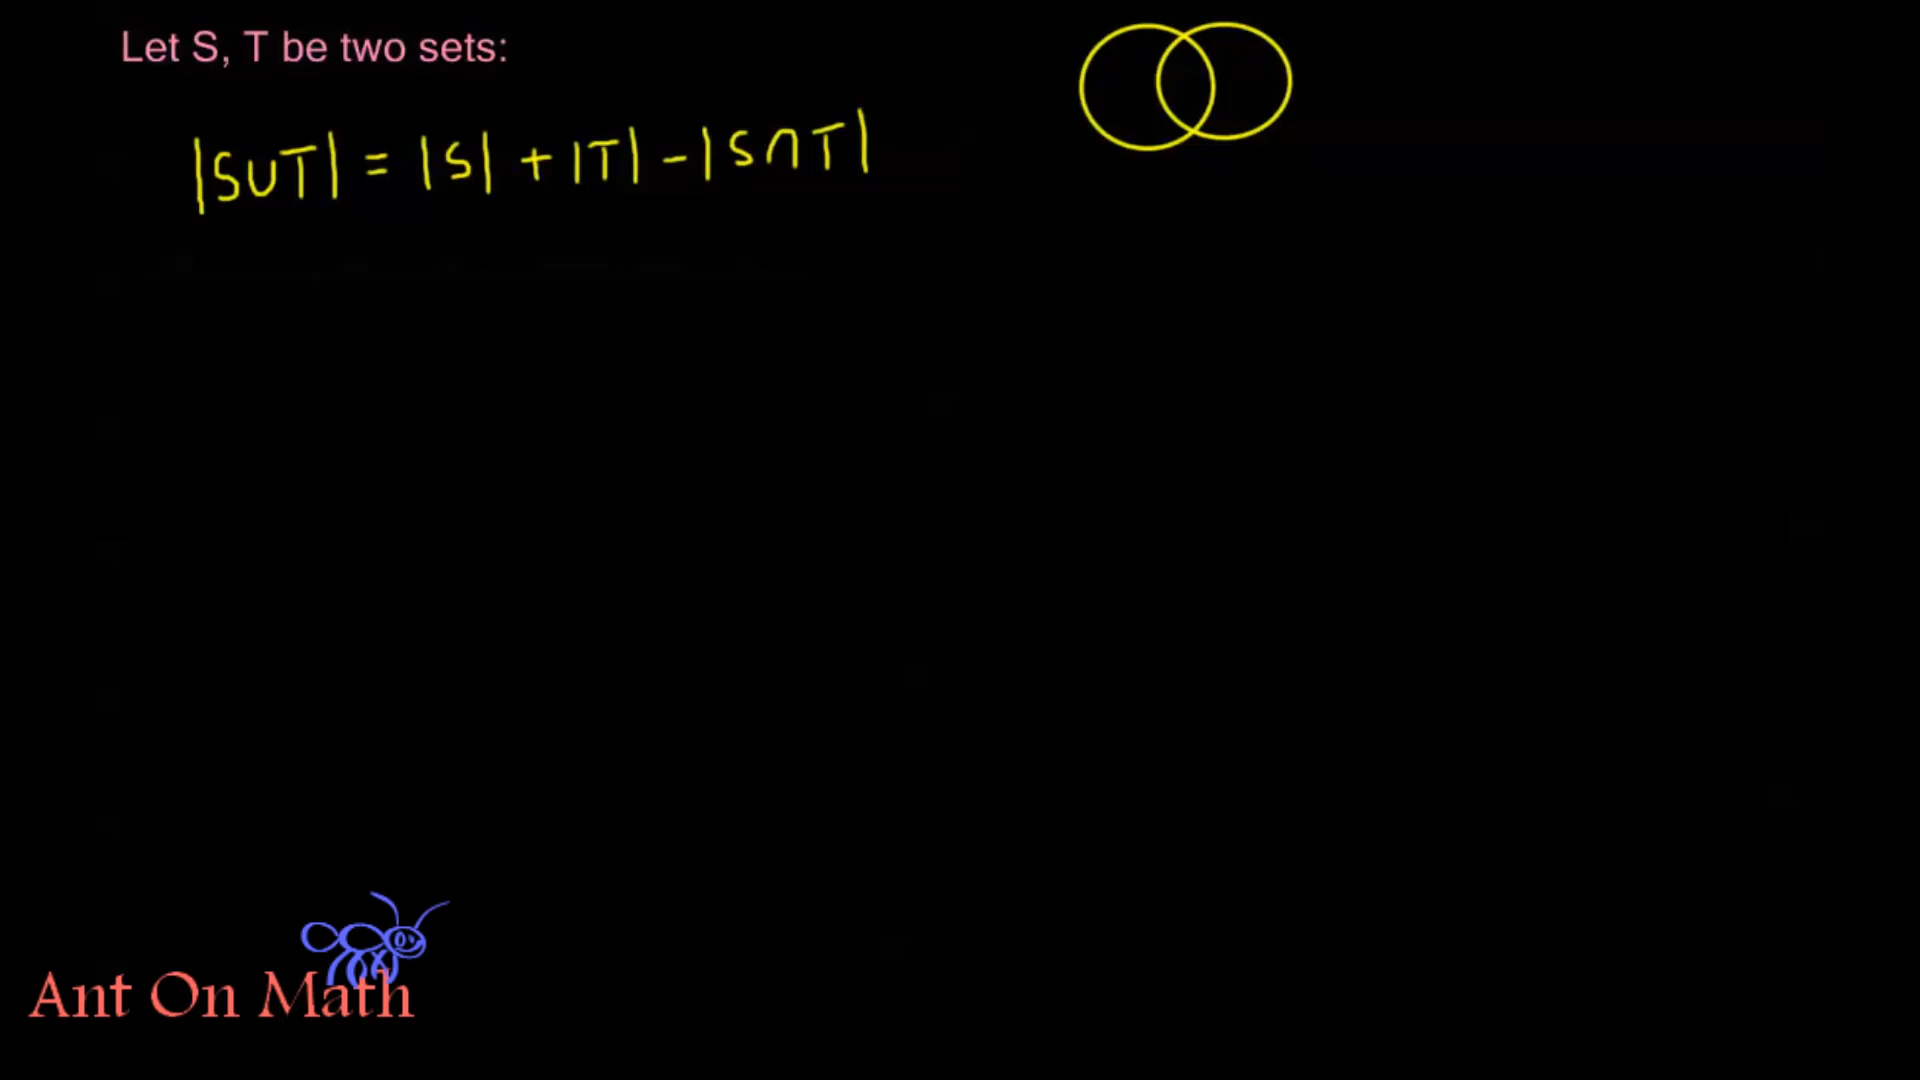 Let S, T be two sets:
|S∪T| = |S| + |T| - |S∩T|
Ant On Math